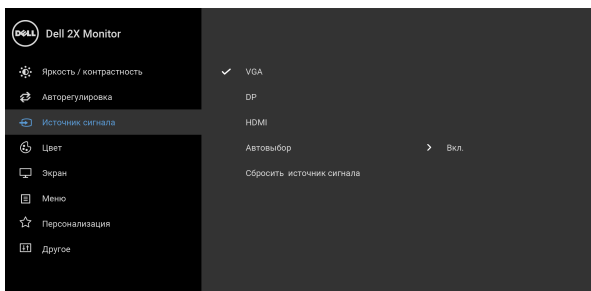 DELL Dell 2X Monitor
Яркость / контрастность
VGA
Авторегулировка
DP
Источник сигнала
HDMI
Цвет
Автовыбор Вкл.
Экран
Сбросить источник сигнала
Меню
Персонализация
Другое